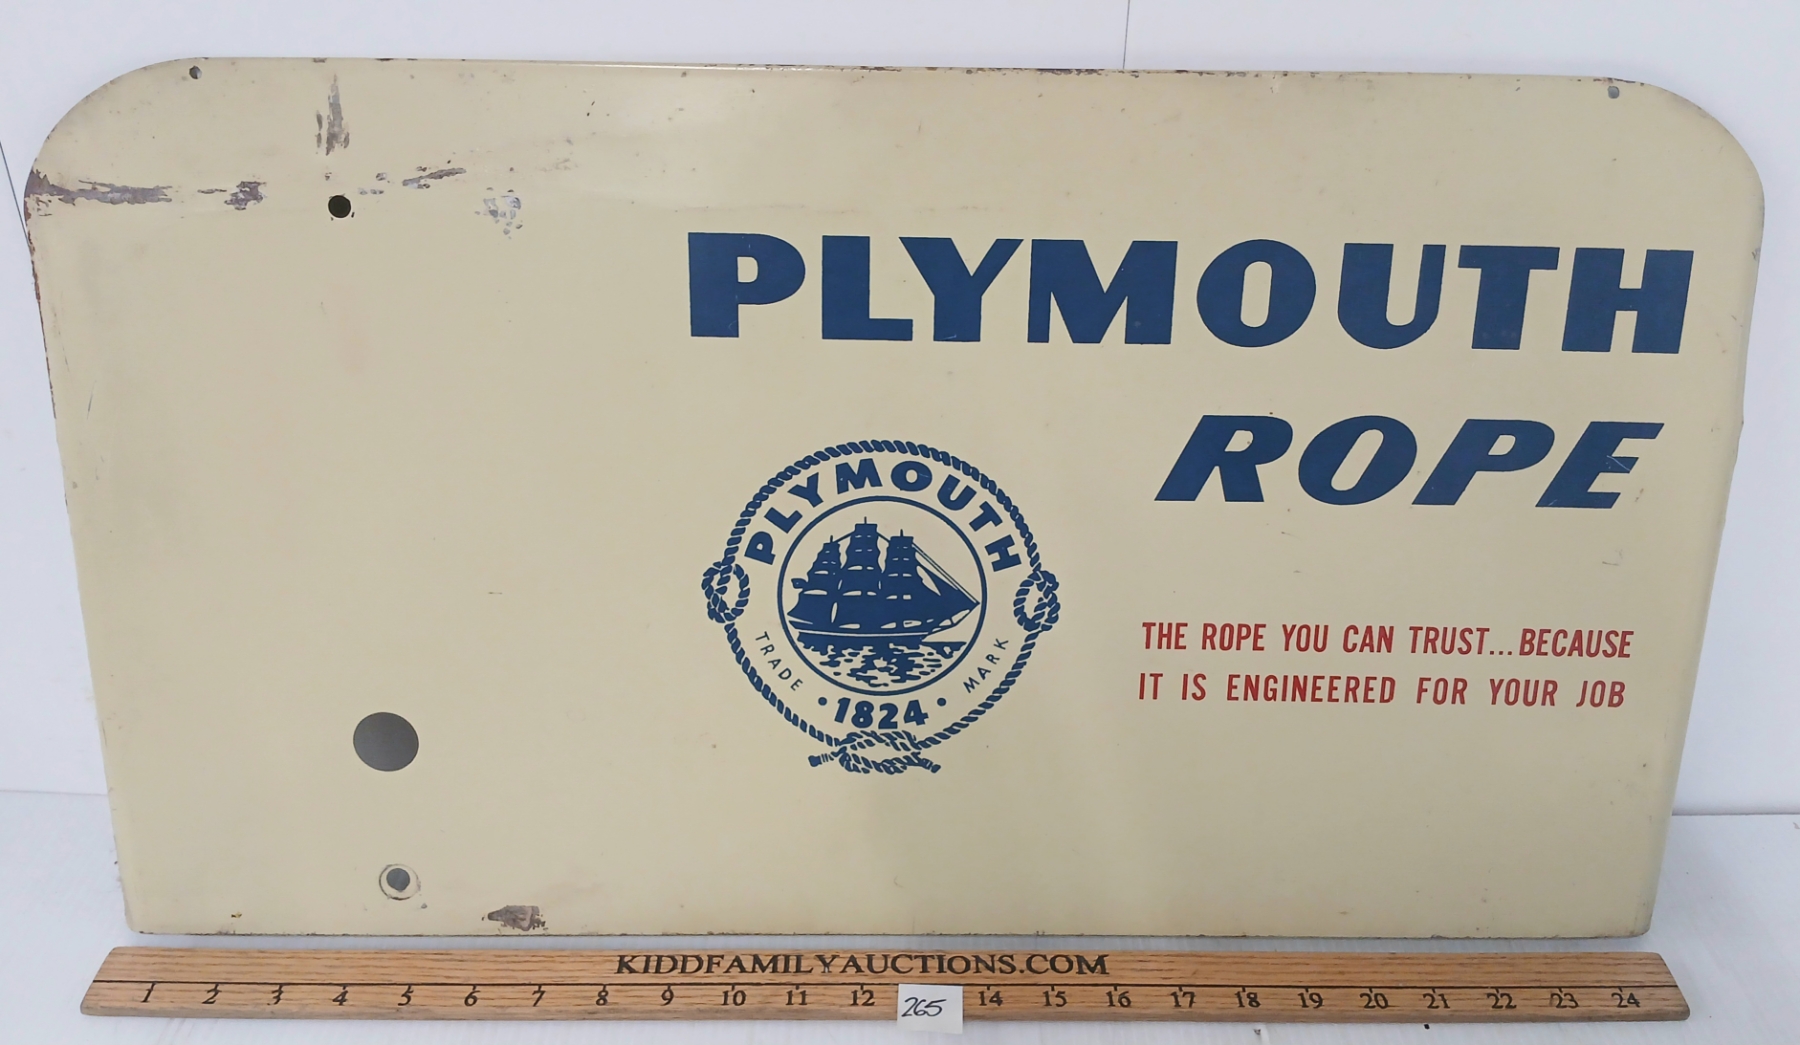 PLYMOUTH
ROPE
PLYMOUTH
TRADE MARK
• 1824 •
THE ROPE YOU CAN TRUST...BECAUSE
IT IS ENGINEERED FOR YOUR JOB
KIDDFAMILYAUCTIONS.COM
1 2 3 4 5 6 7 8 9 10 11 12 14 15 16 17 18 19 20 21 22 23 24
265